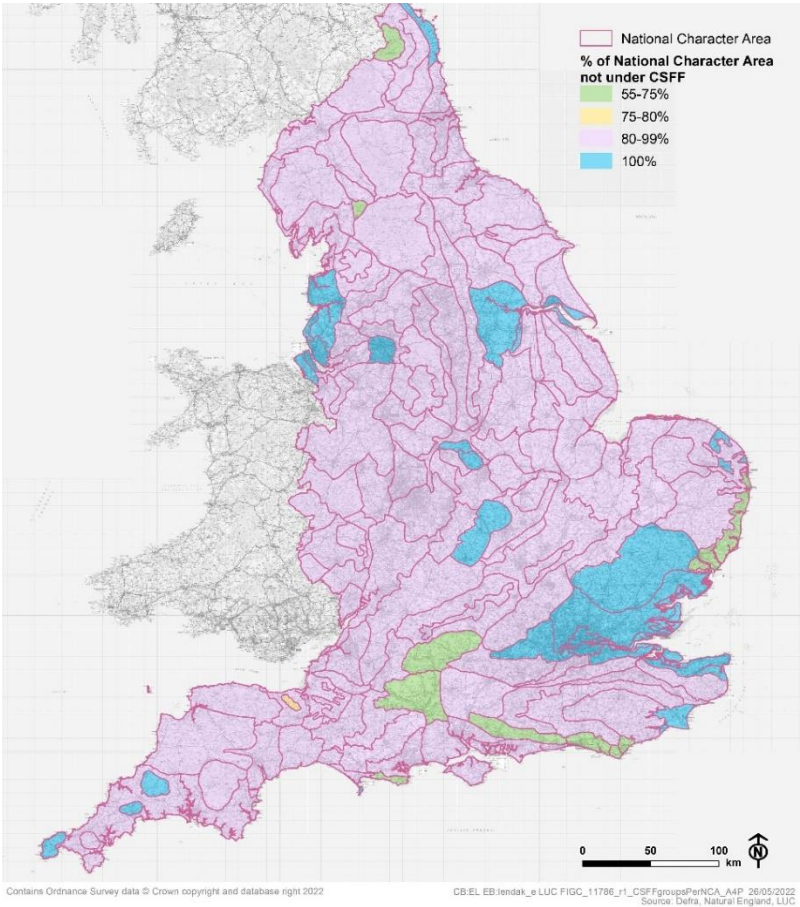 National Character Area
% of National Character Area
not under CSFF
55-75%
75-80%
80-99%
100%
0 50 100
km
N
Contains Ordnance Survey data © Crown copyright and database right 2022
CB:EL EB:lendak_e LUC FIGC_11786_r1_CSFFgroupsPerNCA_A4P 26/05/2022
Source: Defra, Natural England, LUC